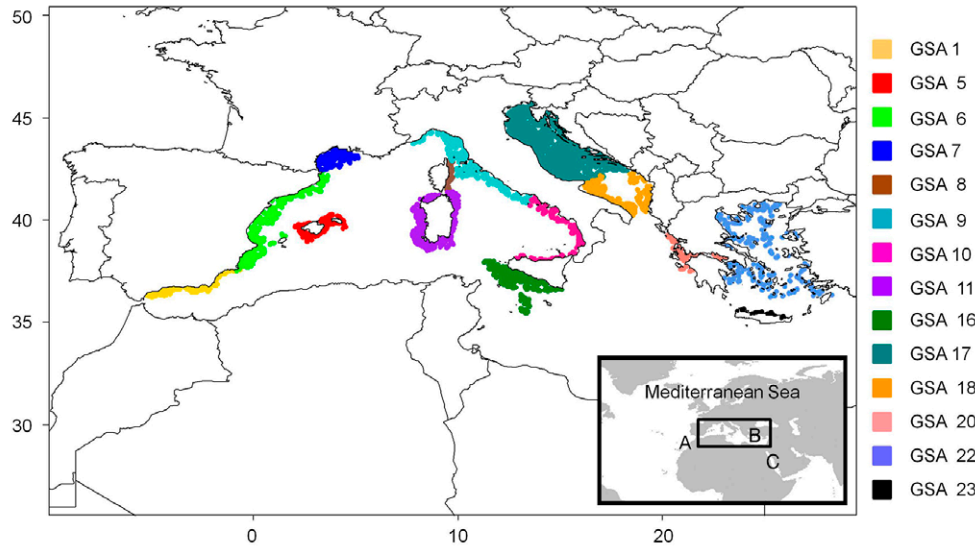 50
45
40
35
30
0
10
20
Mediterranean Sea
A
B
C
GSA 1
GSA 5
GSA 6
GSA 7
GSA 8
GSA 9
GSA 10
GSA 11
GSA 16
GSA 17
GSA 18
GSA 20
GSA 22
GSA 23